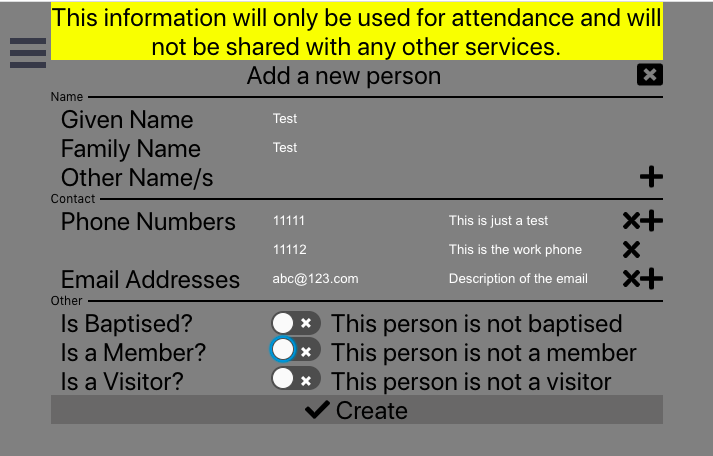 This information will only be used for attendance and will
not be shared with any other services.
Add a new person
Name
Given Name Test
Family Name Test
Other Name/s
Contact
Phone Numbers 11111 This is just a test
11112 This is the work phone
Email Addresses abc@123.com Description of the email
Other
Is Baptised? This person is not baptised
Is a Member? This person is not a member
Is a Visitor? This person is not a visitor
Create